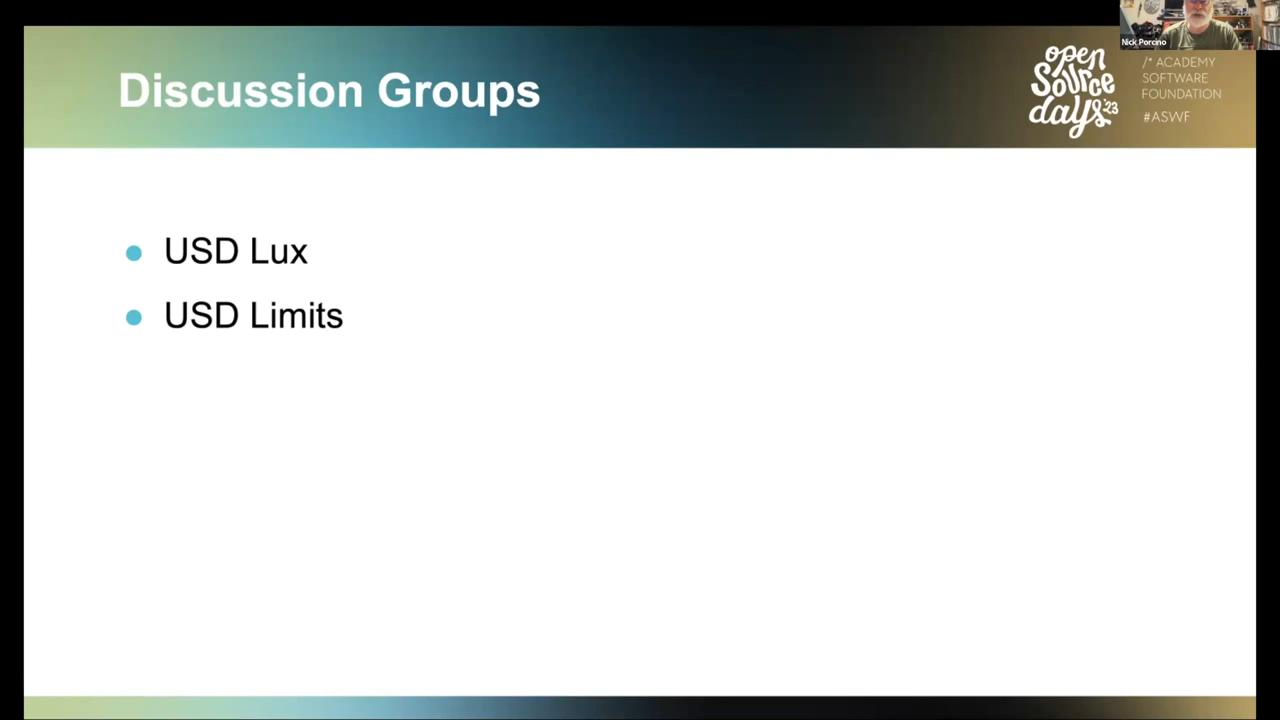 Nick Porcino
Discussion Groups
open
source
days '23
/* ACADEMY
SOFTWARE
FOUNDATION
#ASWF
USD Lux
USD Limits